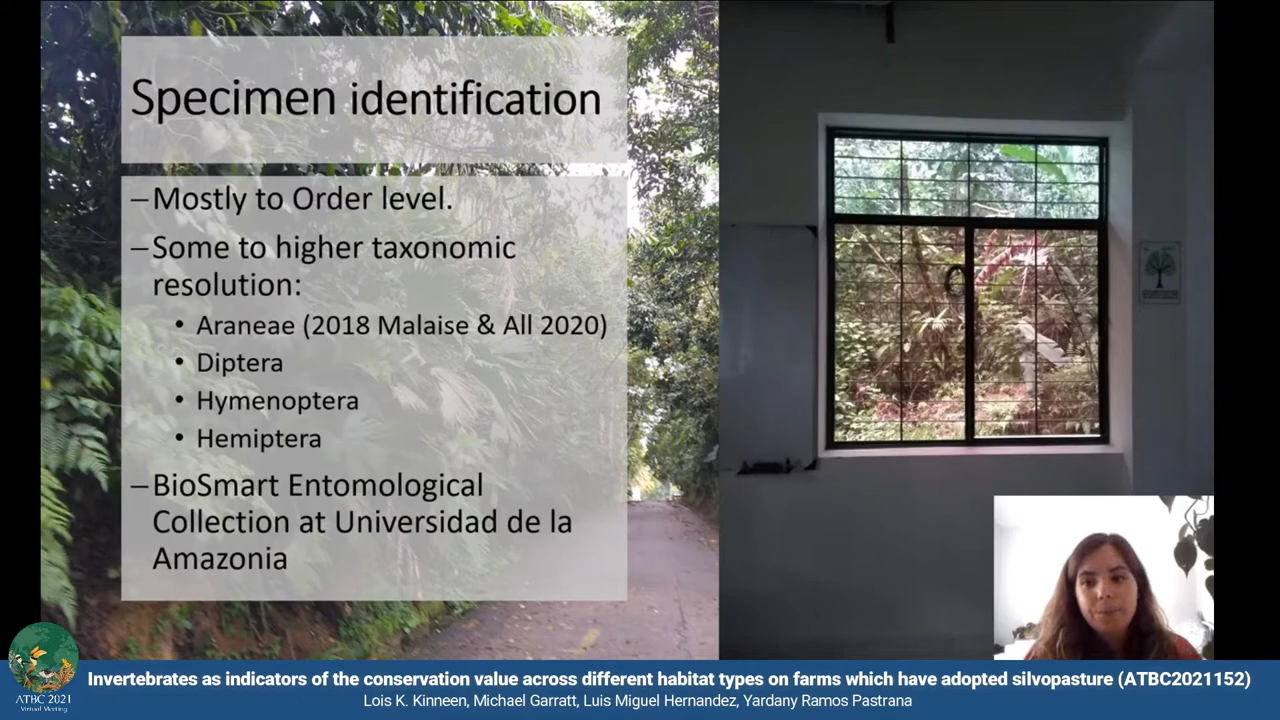 Specimen identification
–Mostly to Order level.
–Some to higher taxonomic
resolution:
• Araneae (2018 Malaise & All 2020)
• Diptera
• Hymenoptera
• Hemiptera
–BioSmart Entomological
Collection at Universidad de la
Amazonia
ATBC 2021
Virtual Meeting
Invertebrates as indicators of the conservation value across different habitat types on farms which have adopted silvopasture (ATBC2021152)
Lois K. Kinneen, Michael Garratt, Luis Miguel Hernandez, Yardany Ramos Pastrana